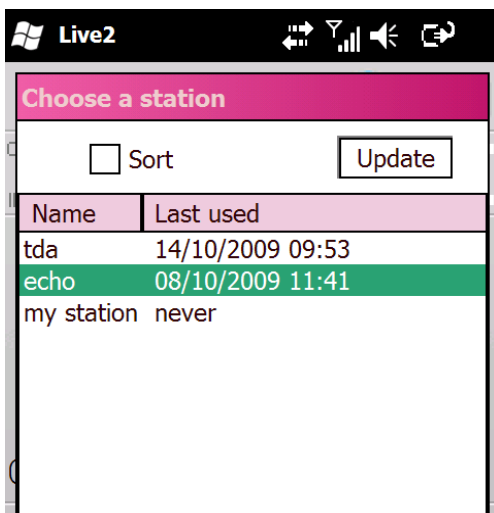 Live2
Choose a station
Sort Update
Name Last used
tda 14/10/2009 09:53
echo 08/10/2009 11:41
my station never